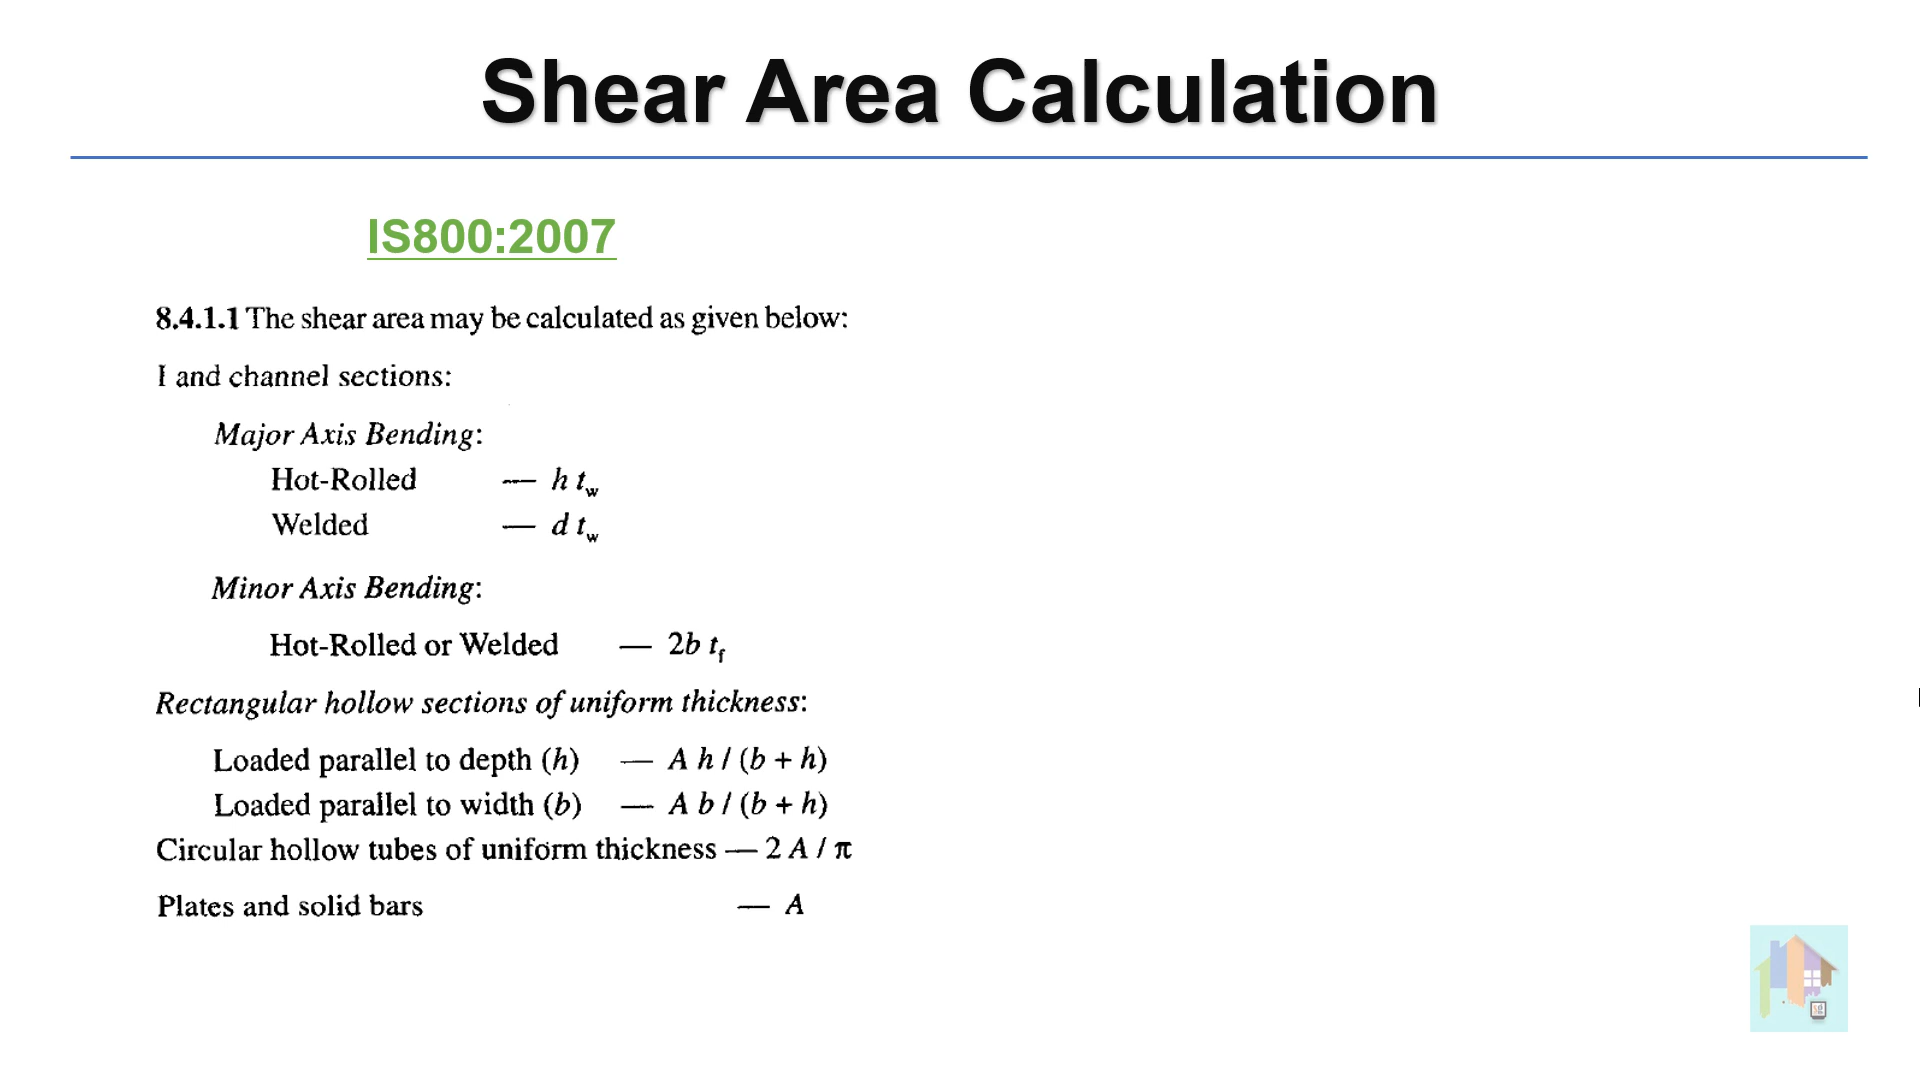 Shear Area Calculation
IS800:2007
8.4.1.1 The shear area may be calculated as given below:
I and channel sections:
Major Axis Bending:
Hot-Rolled — h t_w
Welded — d t_w
Minor Axis Bending:
Hot-Rolled or Welded — 2b t_f
Rectangular hollow sections of uniform thickness:
Loaded parallel to depth (h) — A h / (b + h)
Loaded parallel to width (b) — A b / (b + h)
Circular hollow tubes of uniform thickness — 2 A / π
Plates and solid bars — A